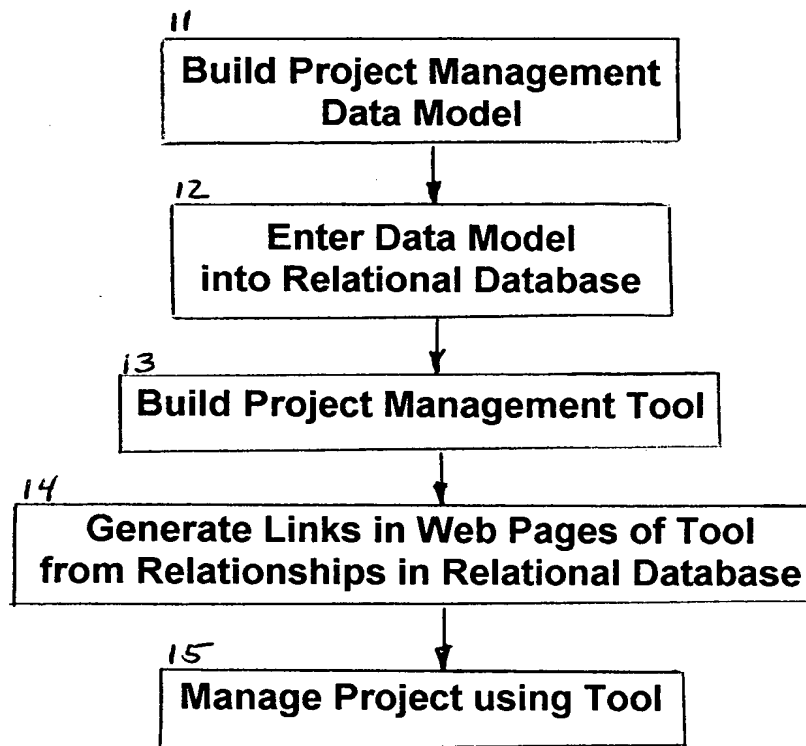 11
Build Project Management
Data Model
12
Enter Data Model
into Relational Database
13
Build Project Management Tool
14
Generate Links in Web Pages of Tool
from Relationships in Relational Database
15
Manage Project using Tool